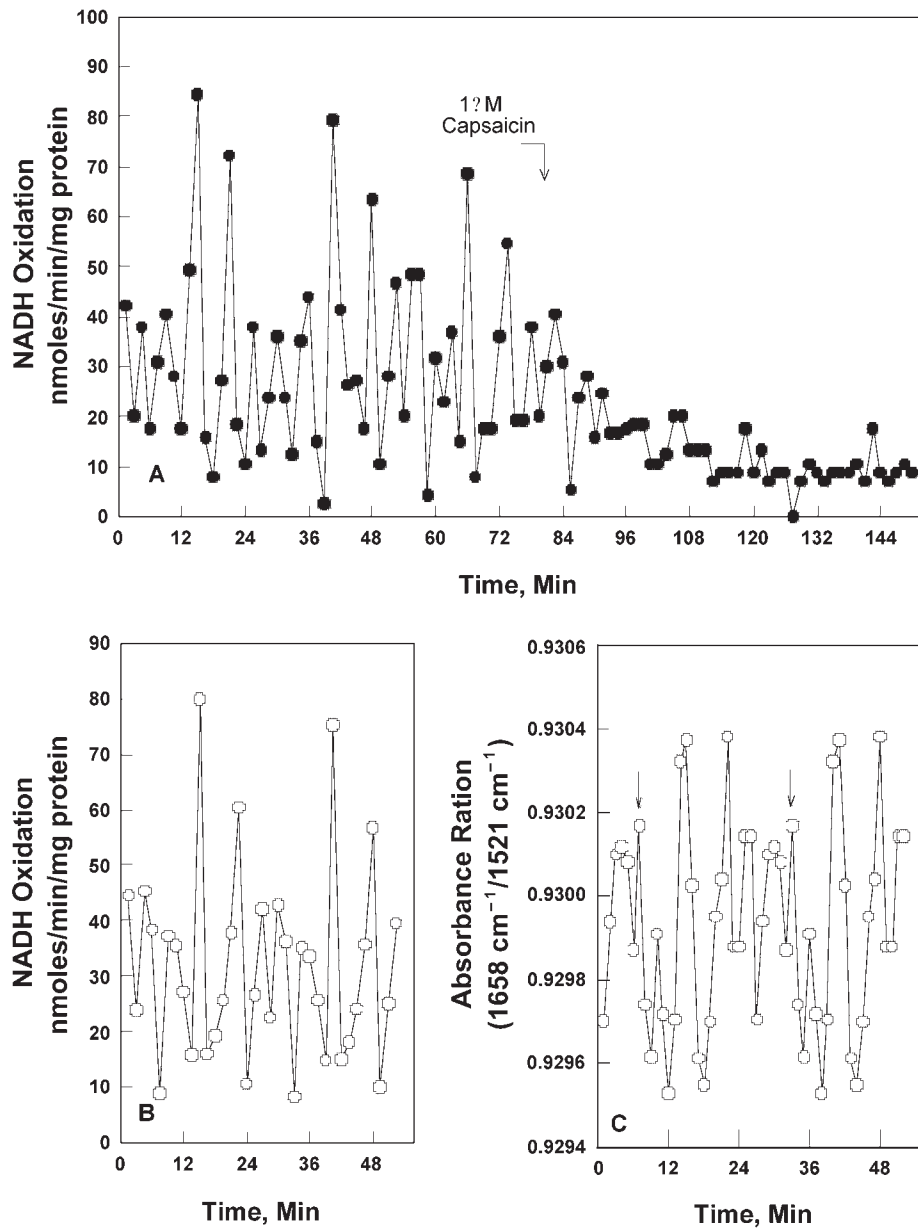 100
90
80
70
60
50
40
30
20
10
0
NADH Oxidation
nmoles/min/mg protein
1?M
Capsaicin
A
0 12 24 36 48 60 72 84 96 108 120 132 144
Time, Min
90
80
70
60
50
40
30
20
10
0
NADH Oxidation
nmoles/min/mg protein
B
0 12 24 36 48
Time, Min
0.9306
0.9304
0.9302
0.9300
0.9298
0.9296
0.9294
Absorbance Ration
(1658 cm⁻¹/1521 cm⁻¹)
C
0 12 24 36 48
Time, Min